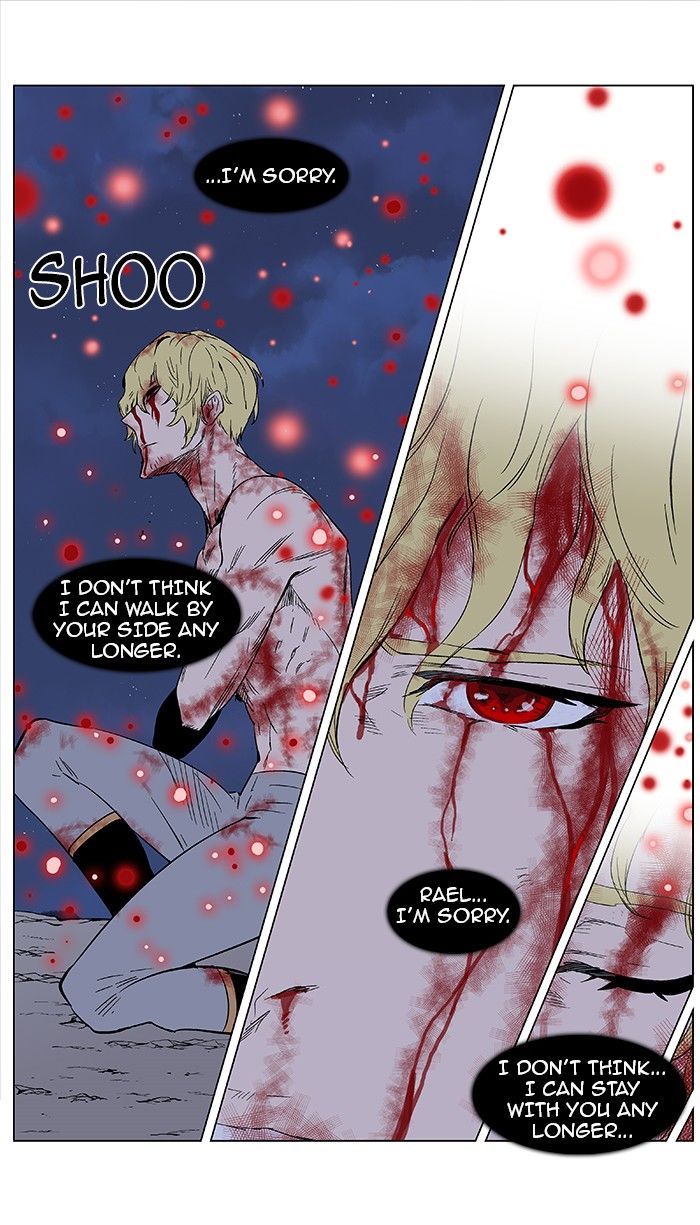 ...I'M SORRY.
SHOO
I DON'T THINK
I CAN WALK BY
YOUR SIDE ANY
LONGER.
RAEL...
I'M SORRY.
I DON'T THINK...
I CAN STAY
WITH YOU ANY
LONGER...